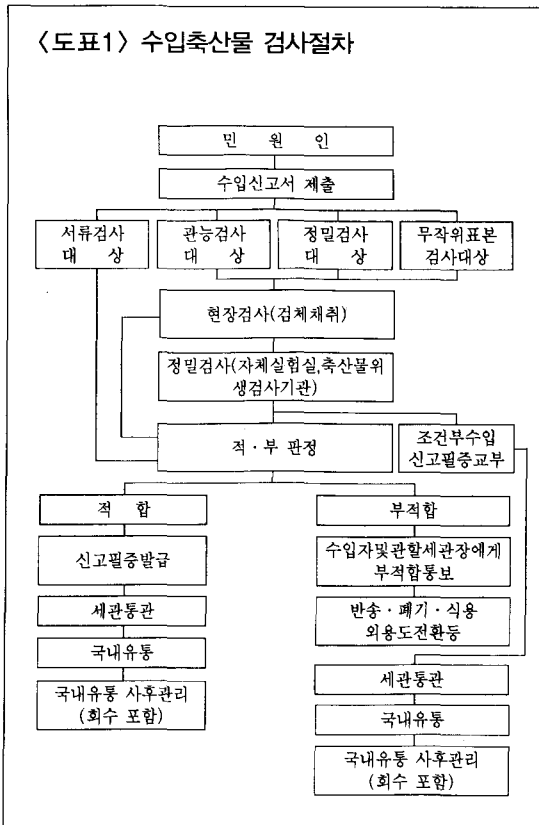 〈도표1〉 수입축산물 검사절차
민 원 인
수입신고서 제출
서류검사
대 상
관능검사
대 상
정밀검사
대 상
무작위표본
검사대상
현장검사(검체채취)
정밀검사(자체실험실,축산물위
생검사기관)
적·부 판정
조건부수입
신고필증교부
적 합
부적합
신고필증발급
수입자및관할세관장에게
부적합통보
세관통관
반송·폐기·식용
외용도전환등
국내유통
세관통관
국내유통 사후관리
(회수 포함)
국내유통
국내유통 사후관리
(회수 포함)